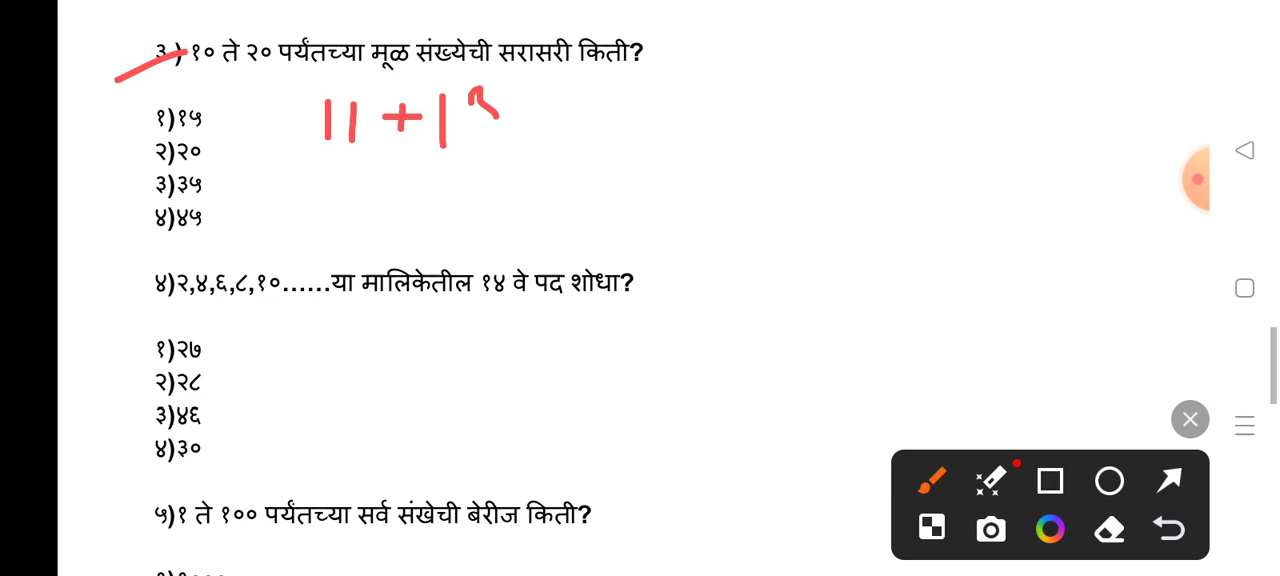 ३) १० ते २० पर्यंतच्या मूळ संख्येची सरासरी किती?
11 + 1
१)१५
२)२०
३)३५
४)४५
४)२,४,६,८,१०......या मालिकेतील १४ वे पद शोधा?
१)२७
२)२८
३)४६
४)३०
५)१ ते १०० पर्यंतच्या सर्व संखेची बेरीज किती?